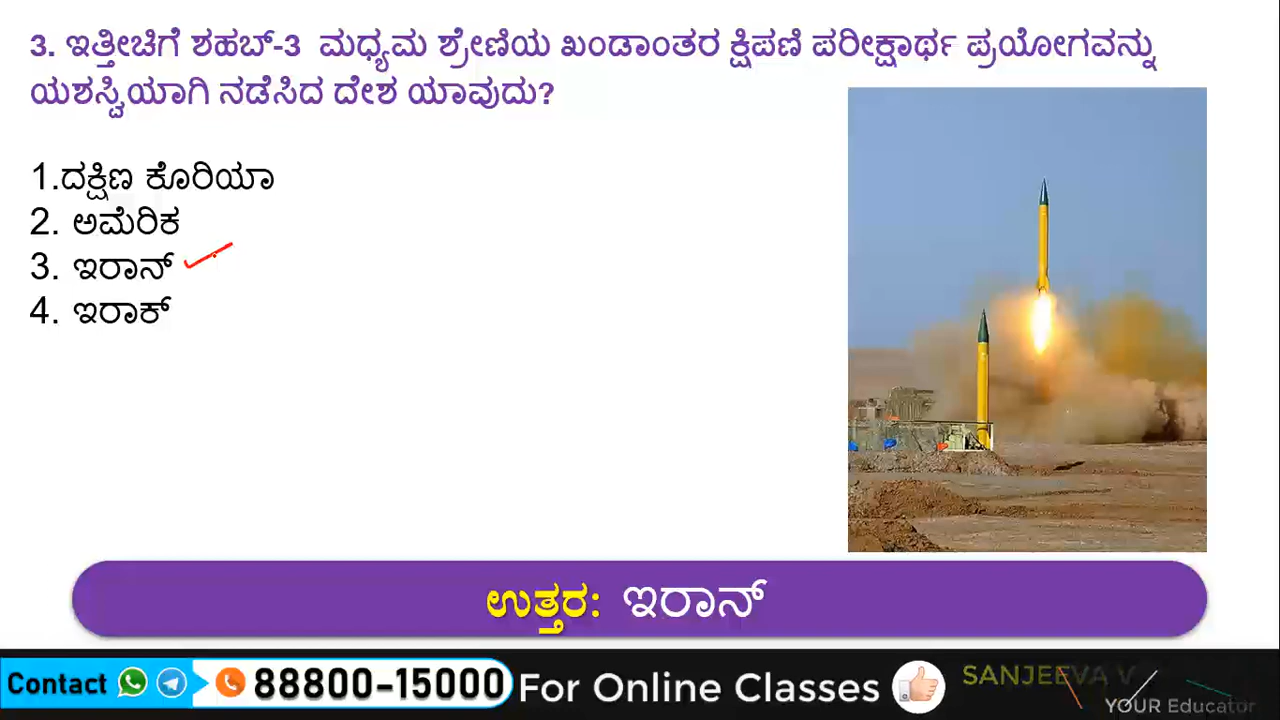 3. ಇತ್ತೀಚಿಗೆ ಶಹಬ್-3 ಮಧ್ಯಮ ಶ್ರೇಣಿಯ ಖಂಡಾಂತರ ಕ್ಷಿಪಣಿ ಪರೀಕ್ಷಾರ್ಥ ಪ್ರಯೋಗವನ್ನು
ಯಶಸ್ವಿಯಾಗಿ ನಡೆಸಿದ ದೇಶ ಯಾವುದು?
1.ದಕ್ಷಿಣ ಕೊರಿಯಾ
2. ಅಮೆರಿಕ
3. ಇರಾನ್
4. ಇರಾಕ್
ಉತ್ತರ: ಇರಾನ್
Contact 88800-15000 For Online Classes
SANJEEVA V
YOUR Educator